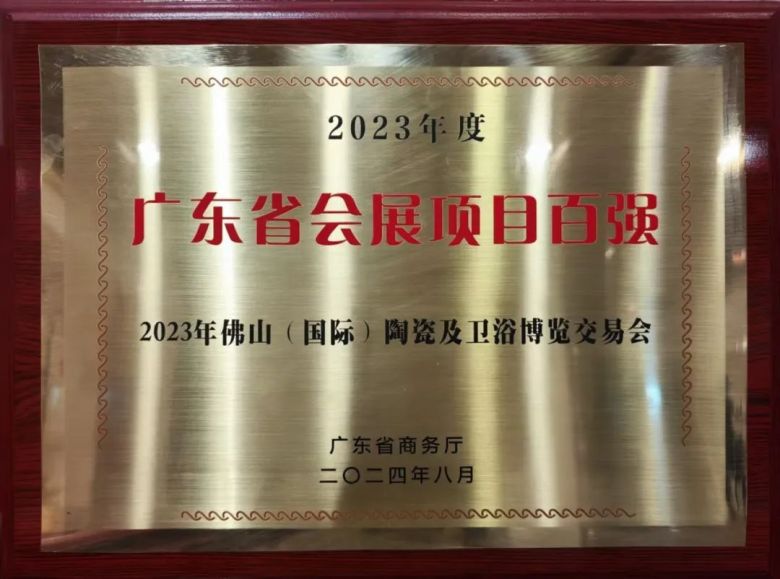 2023年度
广东省会展项目百强
2023年佛山（国际）陶瓷及卫浴博览交易会
广东省商务厅
二〇二四年八月